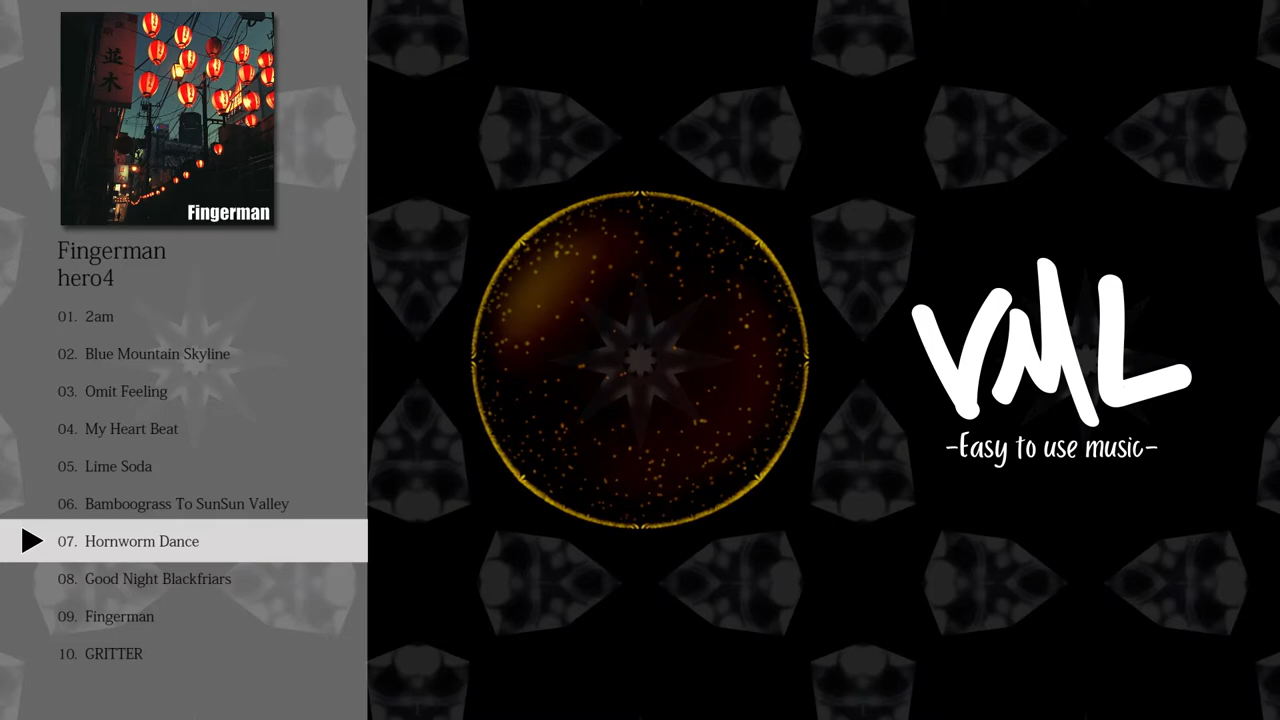 並木
Fingerman
Fingerman
hero4
01. 2am
02. Blue Mountain Skyline
03. Omit Feeling
04. My Heart Beat
05. Lime Soda
06. Bamboograss To SunSun Valley
07. Hornworm Dance
08. Good Night Blackfriars
09. Fingerman
10. GRITTER
VML
-Easy to use music-